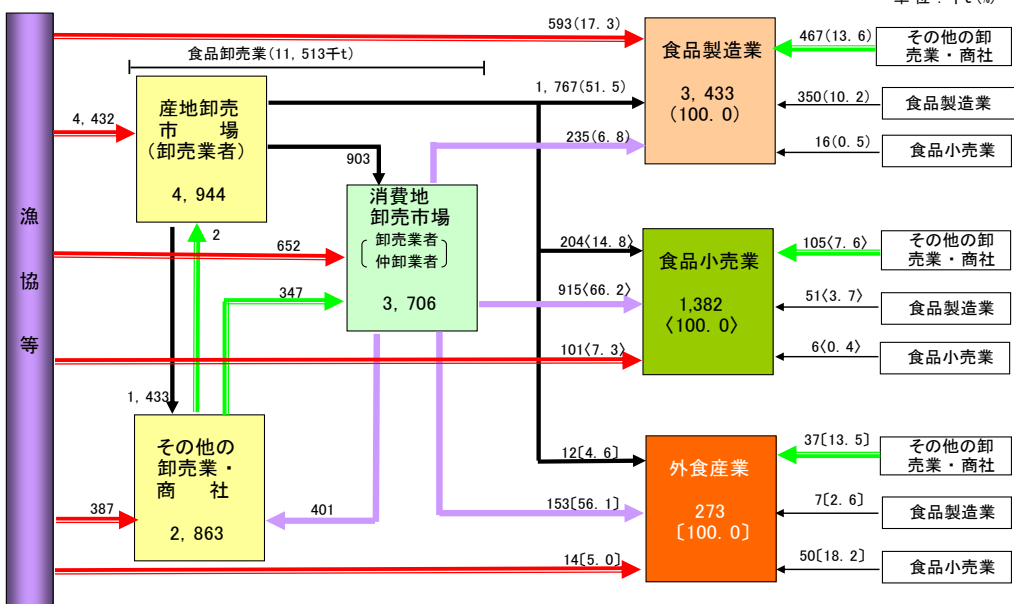 単位：千t(%)
漁
協
等
593(17.3)
食品卸売業(11,513千t)
4,432
産地卸売
市　　場
(卸売業者)
4,944
1,767(51.5)
903
235(6.8)
消費地
卸売市場
卸売業者
仲卸業者
3,706
652
2
347
204〈14.8〉
915〈66.2〉
101〈7.3〉
1,433
その他の
卸売業・
商　　社
2,863
387
401
12[4.6]
153[56.1]
14[5.0]
食品製造業
3,433
(100.0)
467(13.6)
その他の卸
売業・商社
350(10.2)
食品製造業
16(0.5)
食品小売業
食品小売業
1,382
〈100.0〉
105〈7.6〉
その他の卸
売業・商社
51〈3.7〉
食品製造業
6〈0.4〉
食品小売業
外食産業
273
[100.0]
37[13.5]
その他の卸
売業・商社
7[2.6]
食品製造業
50[18.2]
食品小売業